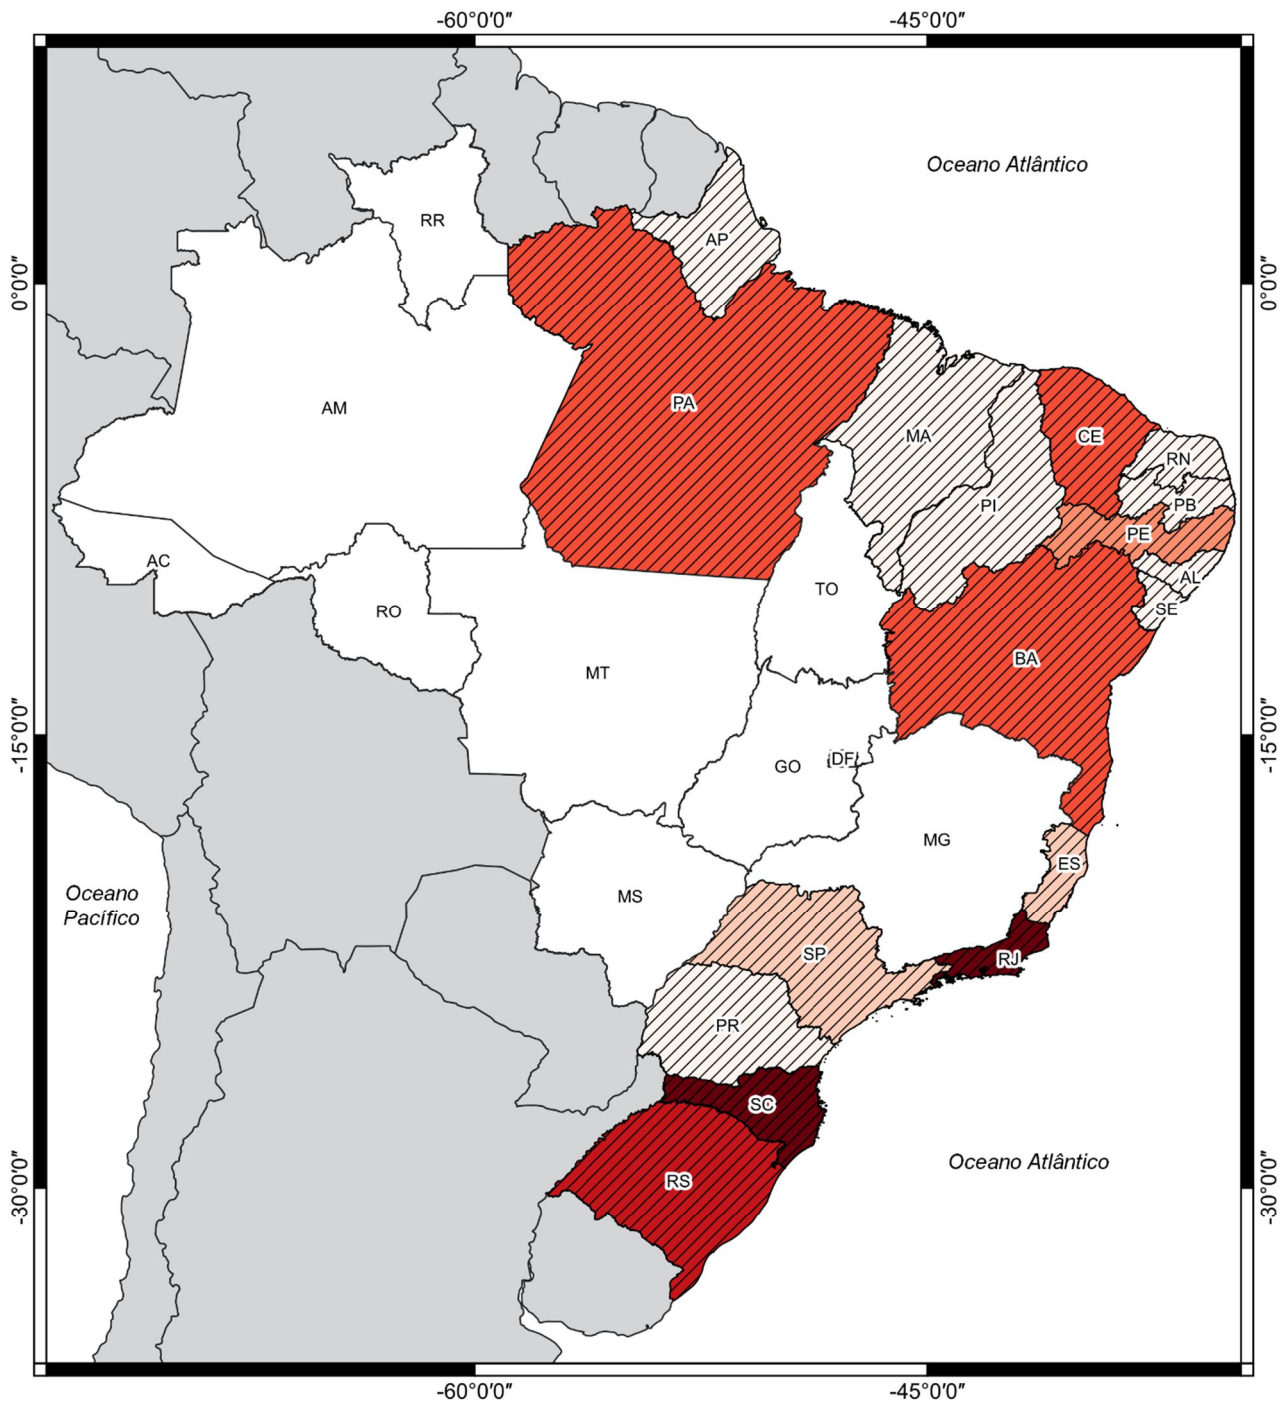 -60°0′0″
-45°0′0″
Oceano Atlântico
RR
AP
0°0′0″
0°0′0″
AM
PA
MA
CE
RN
PI
PB
PE
AC
AL
TO
SE
RO
BA
MT
-15°0′0″
-15°0′0″
GO
DF
MG
ES
Oceano
Pacífico
MS
SP
RJ
PR
SC
Oceano Atlântico
RS
-30°0′0″
-30°0′0″
-60°0′0″
-45°0′0″